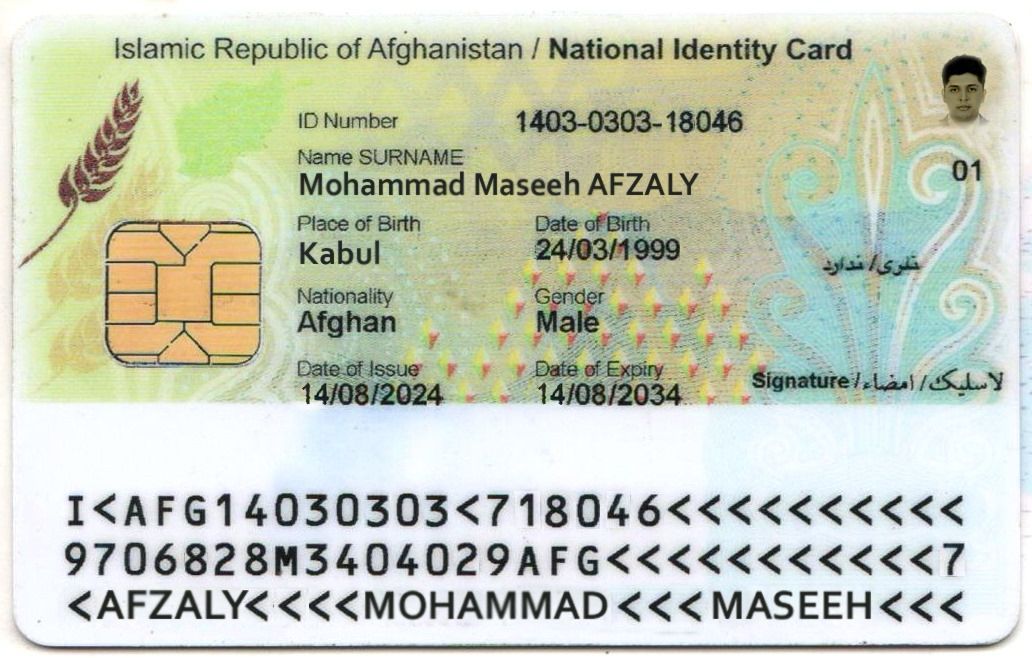 Islamic Republic of Afghanistan / National Identity Card
ID Number 1403-0303-18046
Name SURNAME
Mohammad Maseeh AFZALY
01
Place of Birth Date of Birth
Kabul 24/03/1999
تذکری/ ندارد
Nationality Gender
Afghan Male
Date of Issue Date of Expiry
14/08/2024 14/08/2034
Signature / امضاء / لاسلیک
I<AFG14030303<718046<<<<<<<<<<<
9706828M3404029AFG<<<<<<<<<<<<7
<AFZALY<<<<MOHAMMAD<<<MASEEH<<<